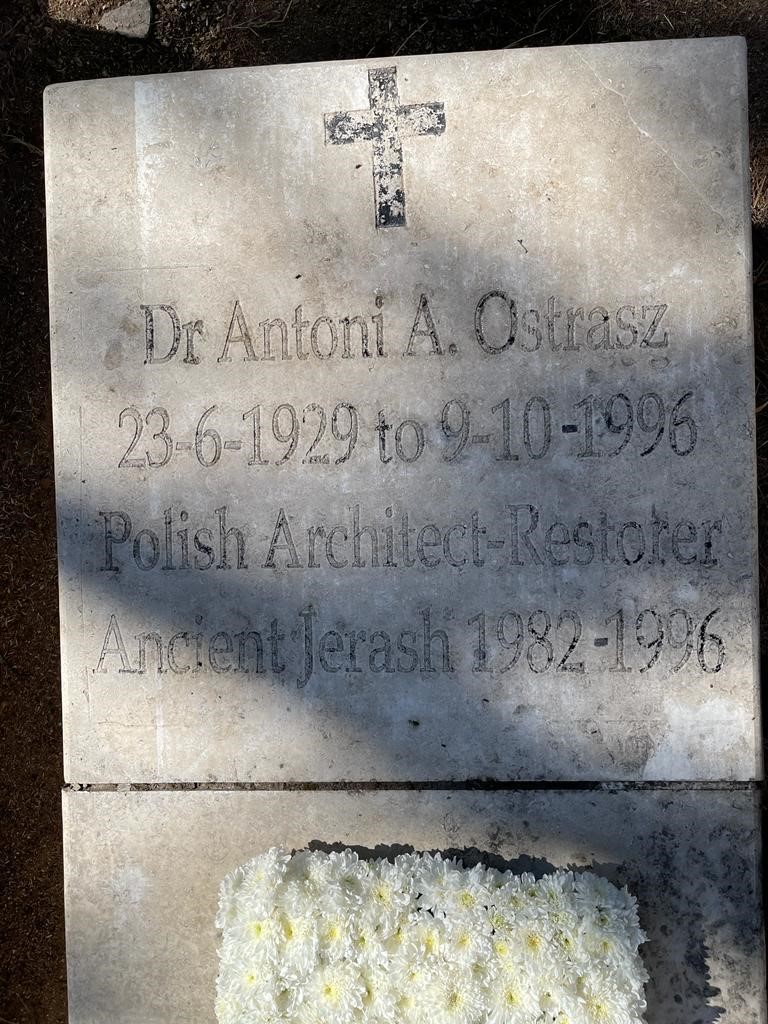 Dr Antoni A. Ostrasz
23-6-1929 to 9-10-1996
Polish Architect-Restorer
Ancient Jerash 1982-1996